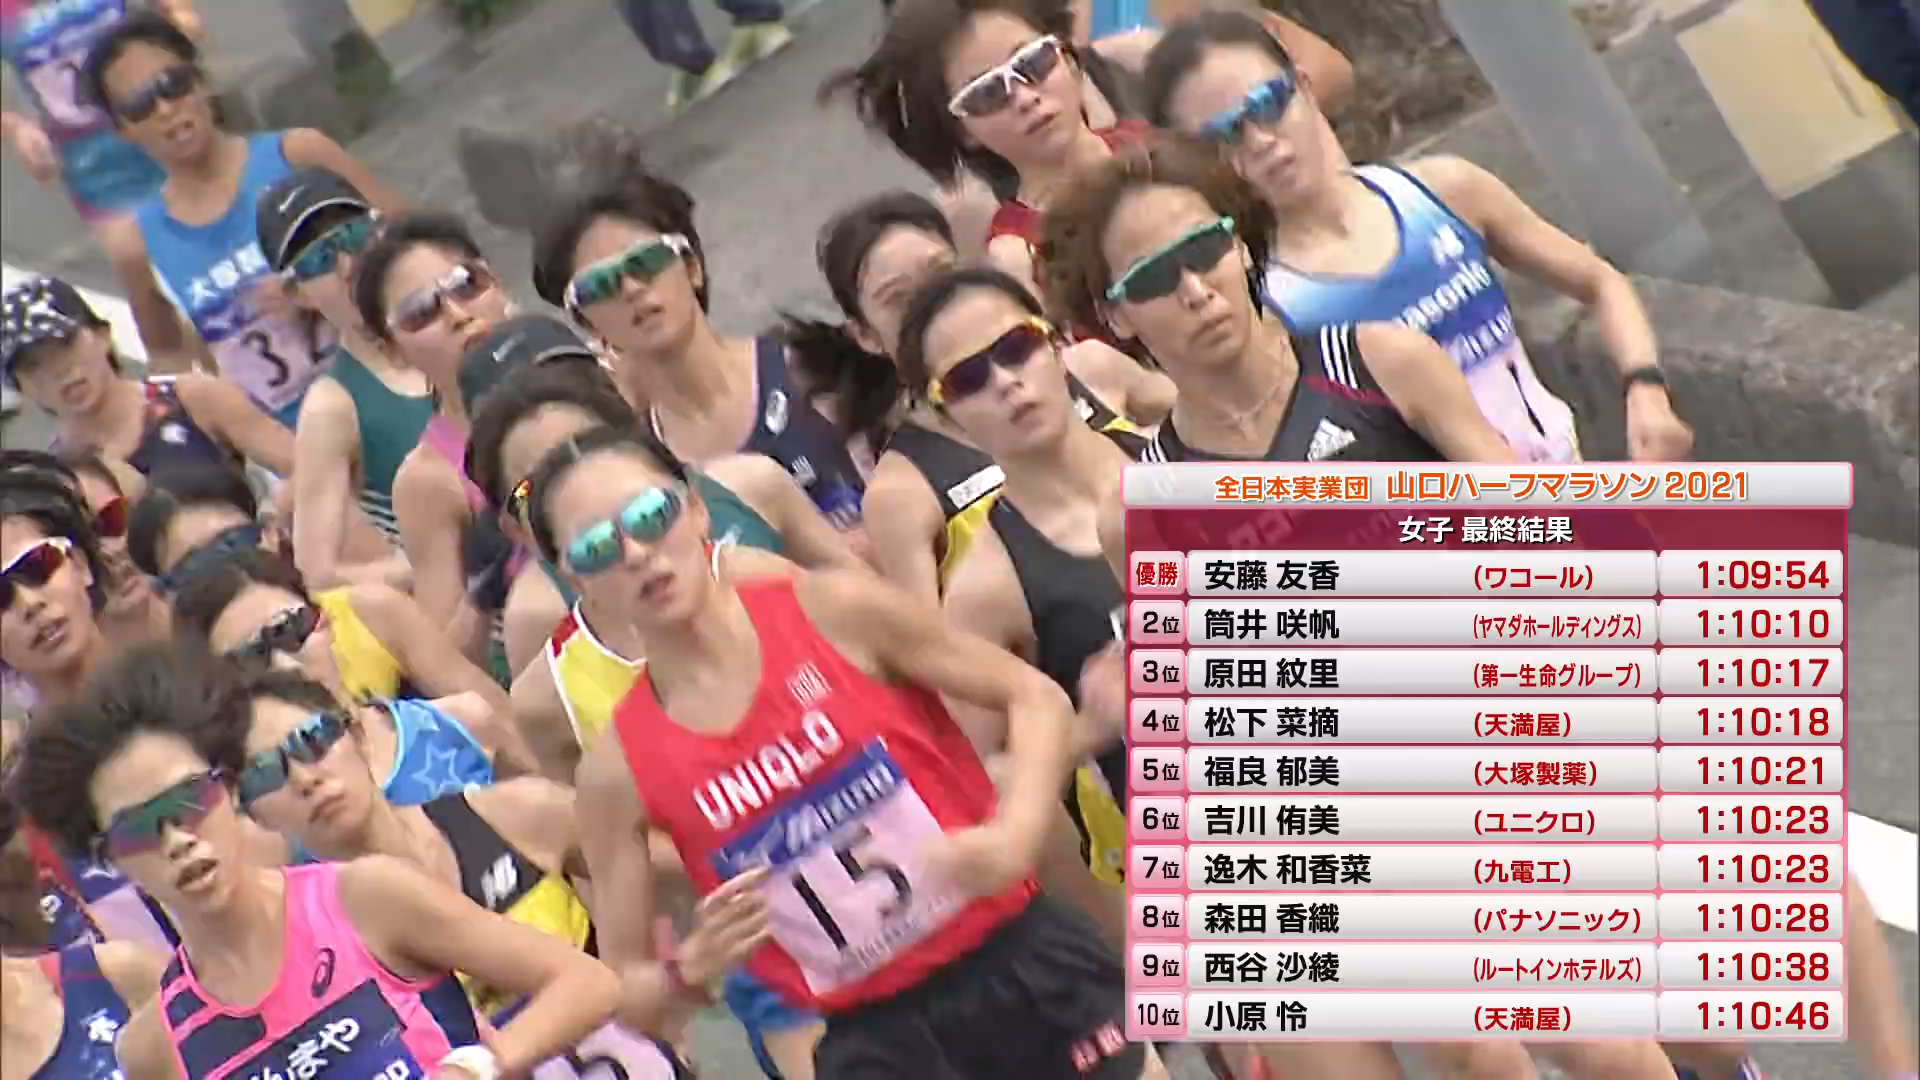 全日本実業団 山口ハーフマラソン 2021
女子 最終結果
優勝 安藤 友香 (ワコール) 1:09:54
2位 筒井 咲帆 (ヤマダホールディングス) 1:10:10
3位 原田 紋里 (第一生命グループ) 1:10:17
4位 松下 菜摘 (天満屋) 1:10:18
5位 福良 郁美 (大塚製薬) 1:10:21
6位 吉川 侑美 (ユニクロ) 1:10:23
7位 逸木 和香菜 (九電工) 1:10:23
8位 森田 香織 (パナソニック) 1:10:28
9位 西谷 沙綾 (ルートインホテルズ) 1:10:38
10位 小原 怜 (天満屋) 1:10:46
UNIQLO
MIZUNO
15
adidas
1
3